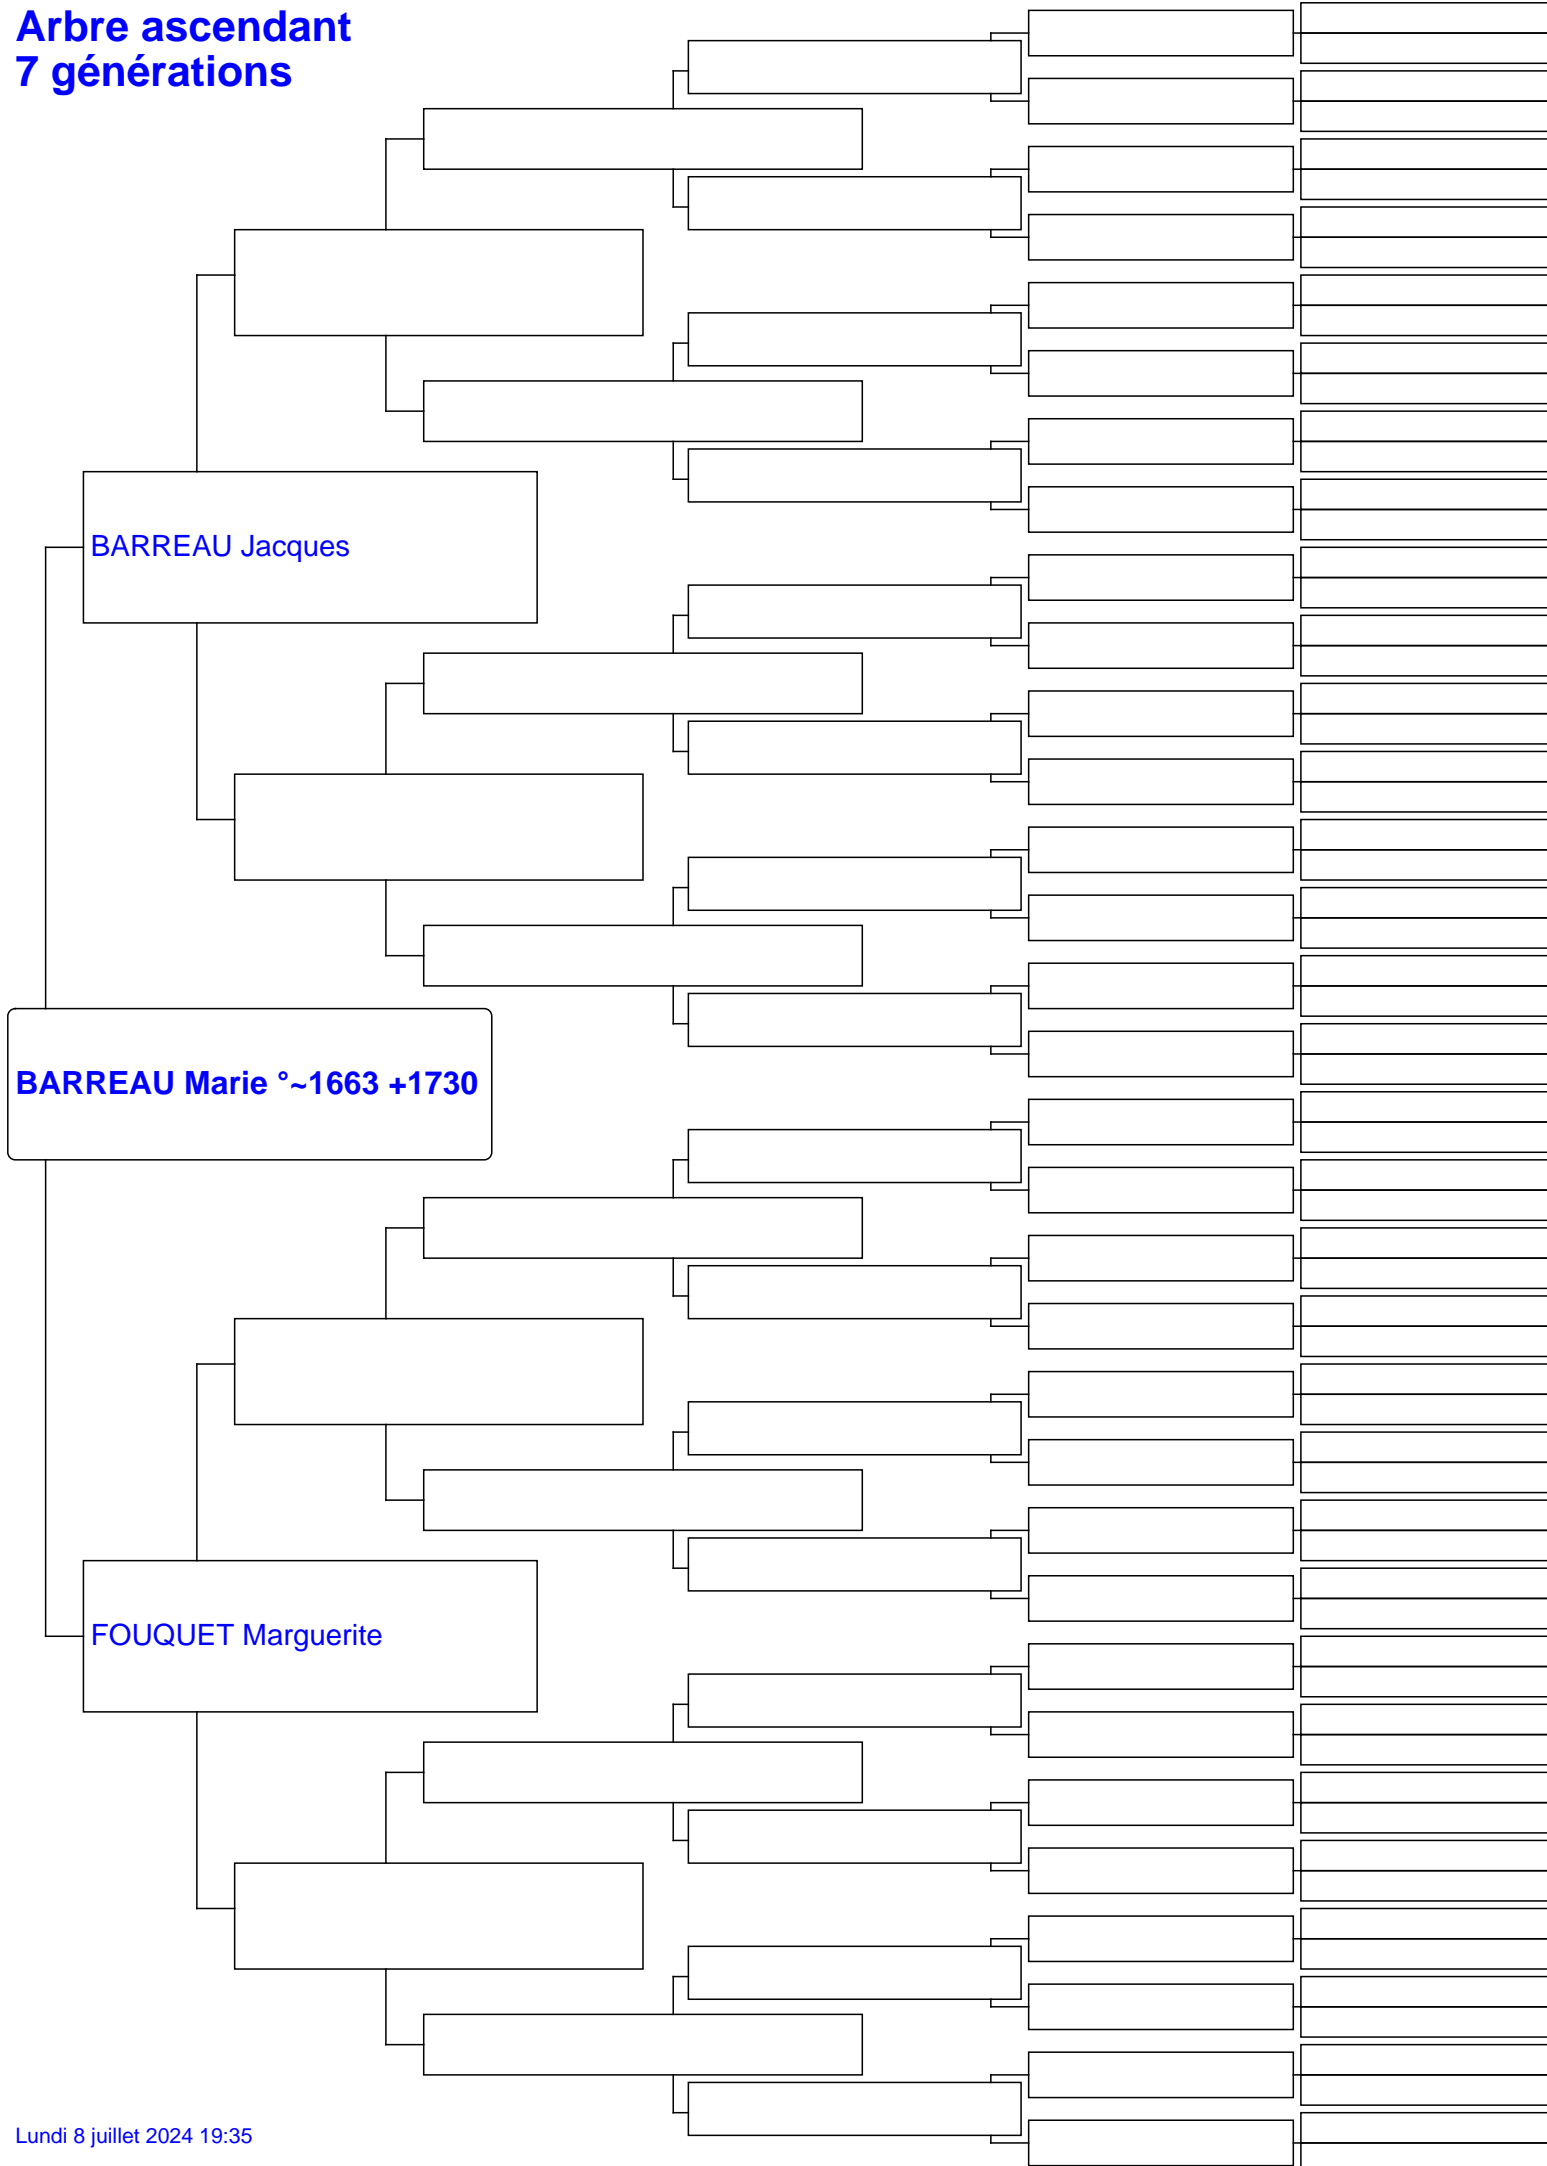 Arbre ascendant
7 générations
BARREAU Jacques
BARREAU Marie °~1663 +1730
FOUQUET Marguerite
Lundi 8 juillet 2024 19:35